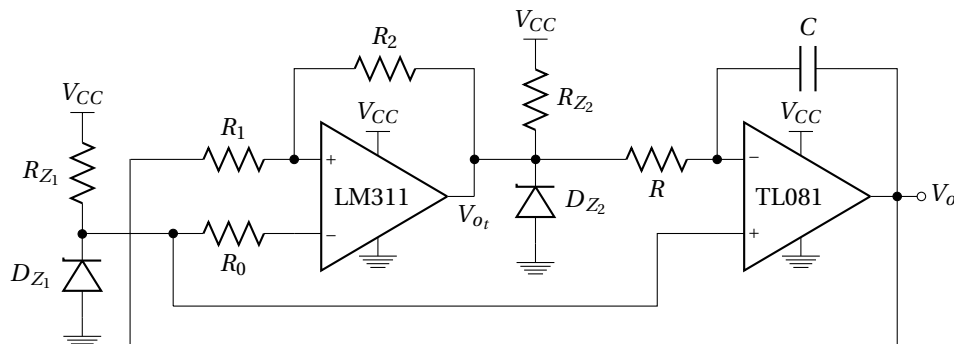 V_CC
R_2
C
V_CC
V_CC
V_CC
R_Z1
R_1
R_Z2
+
LM311
−
V_ot
R_0
D_Z2
R
−
TL081
+
V_o
D_Z1